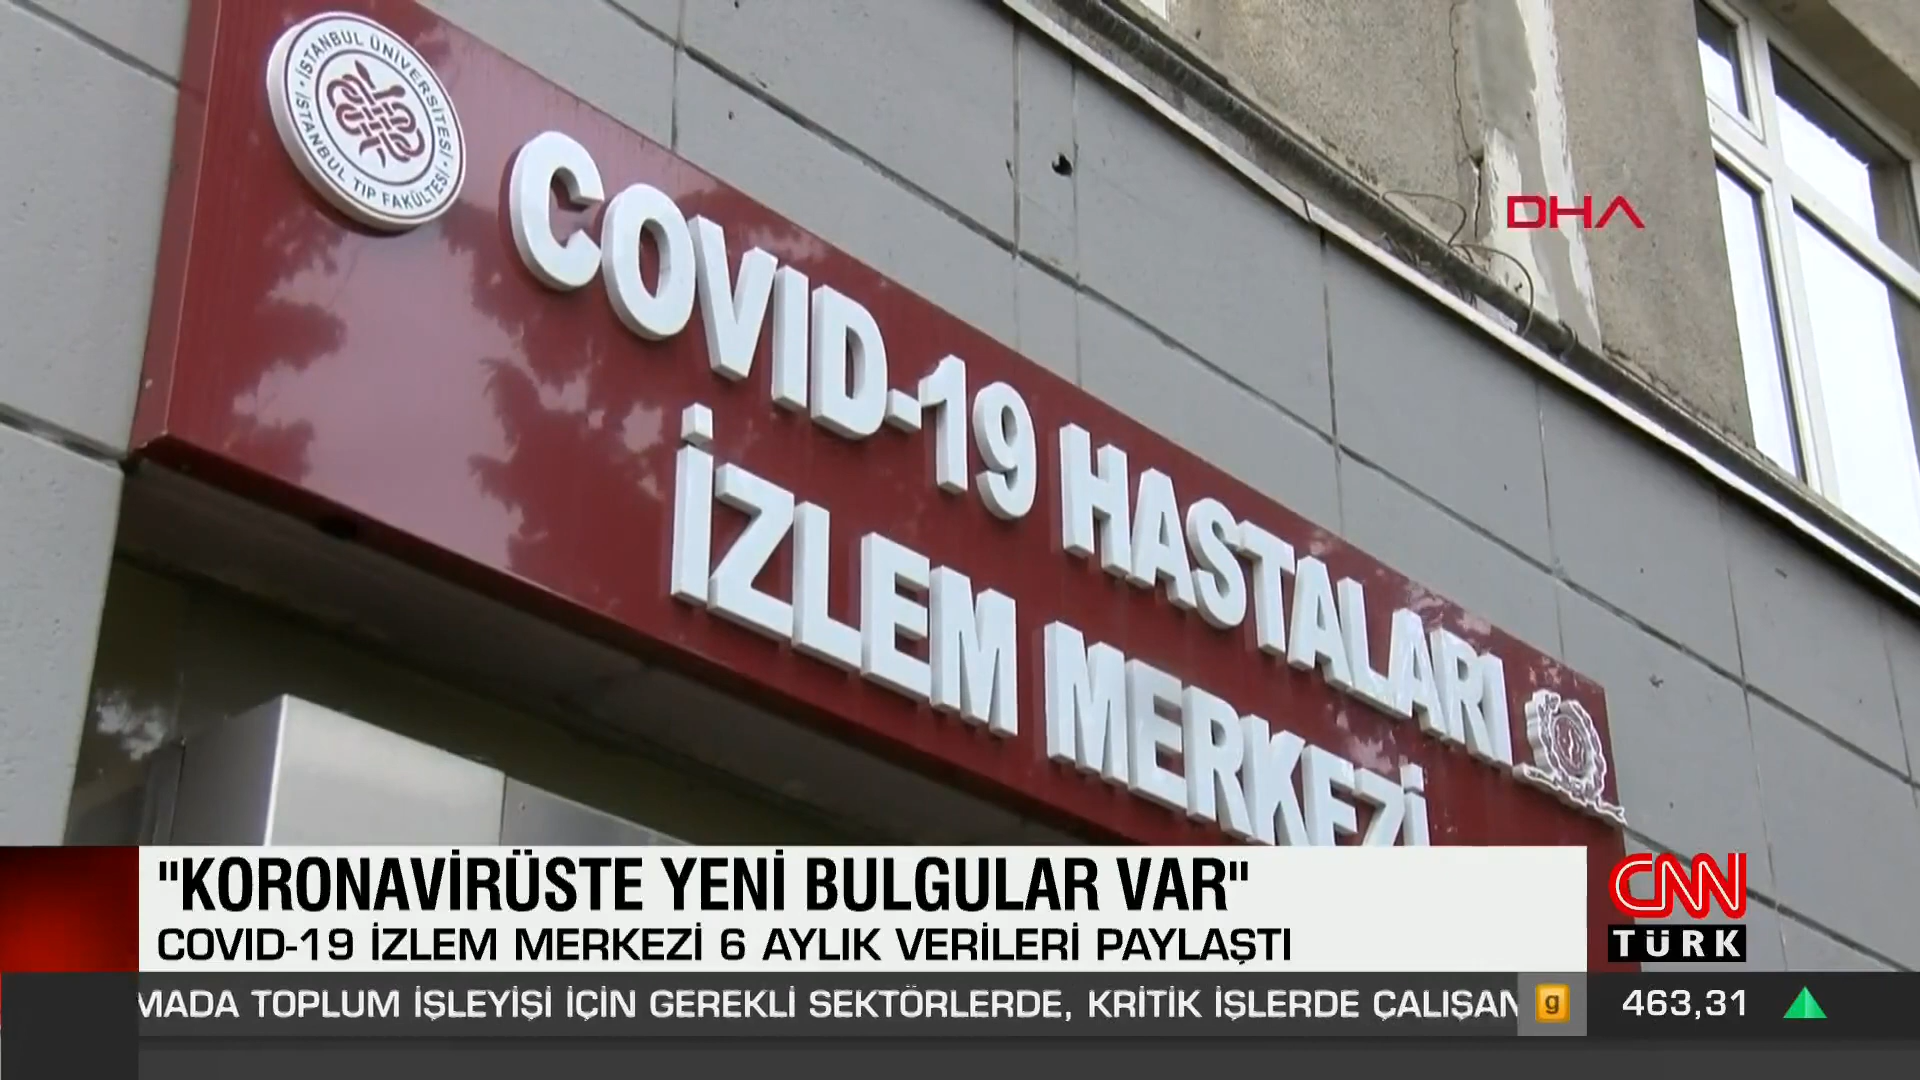 İSTANBUL ÜNİVERSİTESİ
İSTANBUL TIP FAKÜLTESİ
COVID-19 HASTALARI
İZLEM MERKEZİ
DHA
"KORONAVİRÜSTE YENİ BULGULAR VAR"
COVID-19 İZLEM MERKEZİ 6 AYLIK VERİLERİ PAYLAŞTI
CNN
TÜRK
MADA TOPLUM İŞLEYİŞİ İÇİN GEREKLİ SEKTÖRLERDE, KRİTİK İŞLERDE ÇALIŞAN
g
463,31